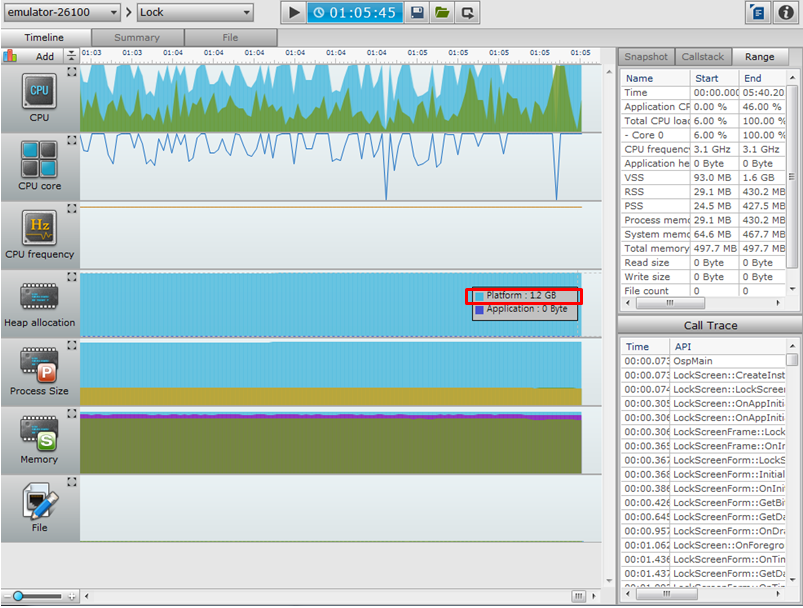 emulator-26100 > Lock 01:05:45
Timeline Summary File
Add 01:03 01:03 01:03 01:04 01:04 01:04 01:04 01:04 01:05 01:05 01:05 01:05 01:05
CPU
CPU
CPU core
Hz
CPU frequency
Heap allocation
Platform : 1.2 GB
Application : 0 Byte
P
Process Size
S
Memory
File
Snapshot Callstack Range
Name Start End
Time 00:00.000 05:40.20
Application CP 0.00 % 46.00 %
Total CPU load 6.00 % 100.00 %
- Core 0 6.00 % 100.00 %
CPU frequency 3.1 GHz 3.1 GHz
Application he 0 Byte 0 Byte
VSS 93.0 MB 1.6 GB
RSS 29.1 MB 430.2 MB
PSS 24.5 MB 427.5 MB
Process memo 29.1 MB 430.2 MB
System memo 64.6 MB 467.7 MB
Total memory 497.7 MB 497.7 MB
Read size 0 Byte 0 Byte
Write size 0 Byte 0 Byte
File count 0 0
Call Trace
Time API
00:00.073 OspMain
00:00.073 LockScreen::CreateInst
00:00.074 LockScreen::LockScreen
00:00.305 LockScreen::OnAppIniti
00:00.306 LockScreen::OnAppIniti
00:00.306 LockScreenFrame::Lock
00:00.365 LockScreenFrame::OnIn
00:00.367 LockScreenForm::LockS
00:00.368 LockScreenForm::Initial
00:00.386 LockScreenForm::OnIni
00:00.426 LockScreenForm::GetBi
00:00.645 LockScreenForm::GetDa
00:00.957 LockScreenForm::OnDra
00:01.062 LockScreen::OnForegro
00:01.436 LockScreenForm::OnTim
00:01.437 LockScreenForm::GetDa